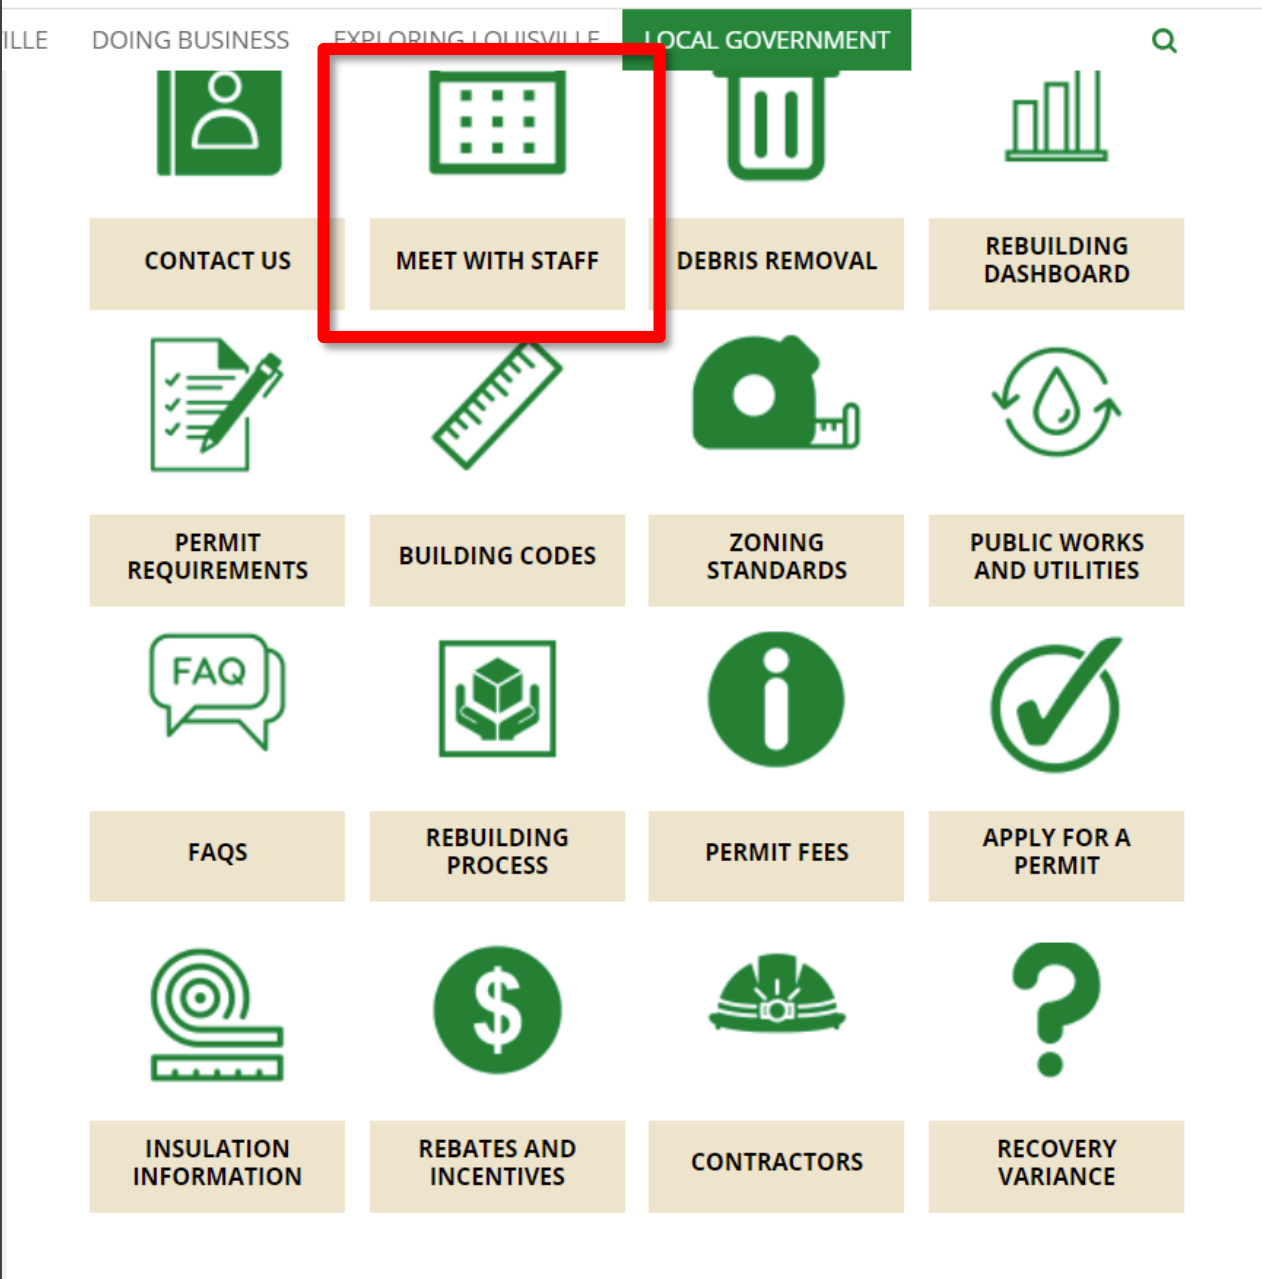 ILLE DOING BUSINESS EXPLORING LOUISVILLE LOCAL GOVERNMENT
CONTACT US
MEET WITH STAFF
DEBRIS REMOVAL
REBUILDING
DASHBOARD
PERMIT
REQUIREMENTS
BUILDING CODES
ZONING
STANDARDS
PUBLIC WORKS
AND UTILITIES
FAQ
FAQS
REBUILDING
PROCESS
PERMIT FEES
APPLY FOR A
PERMIT
$
INSULATION
INFORMATION
REBATES AND
INCENTIVES
CONTRACTORS
RECOVERY
VARIANCE